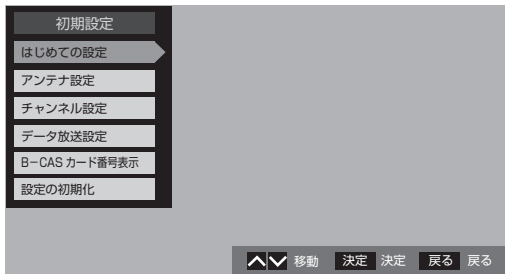 初期設定
はじめての設定
アンテナ設定
チャンネル設定
データ放送設定
B-CAS カード番号表示
設定の初期化
移動 決定 決定 戻る 戻る